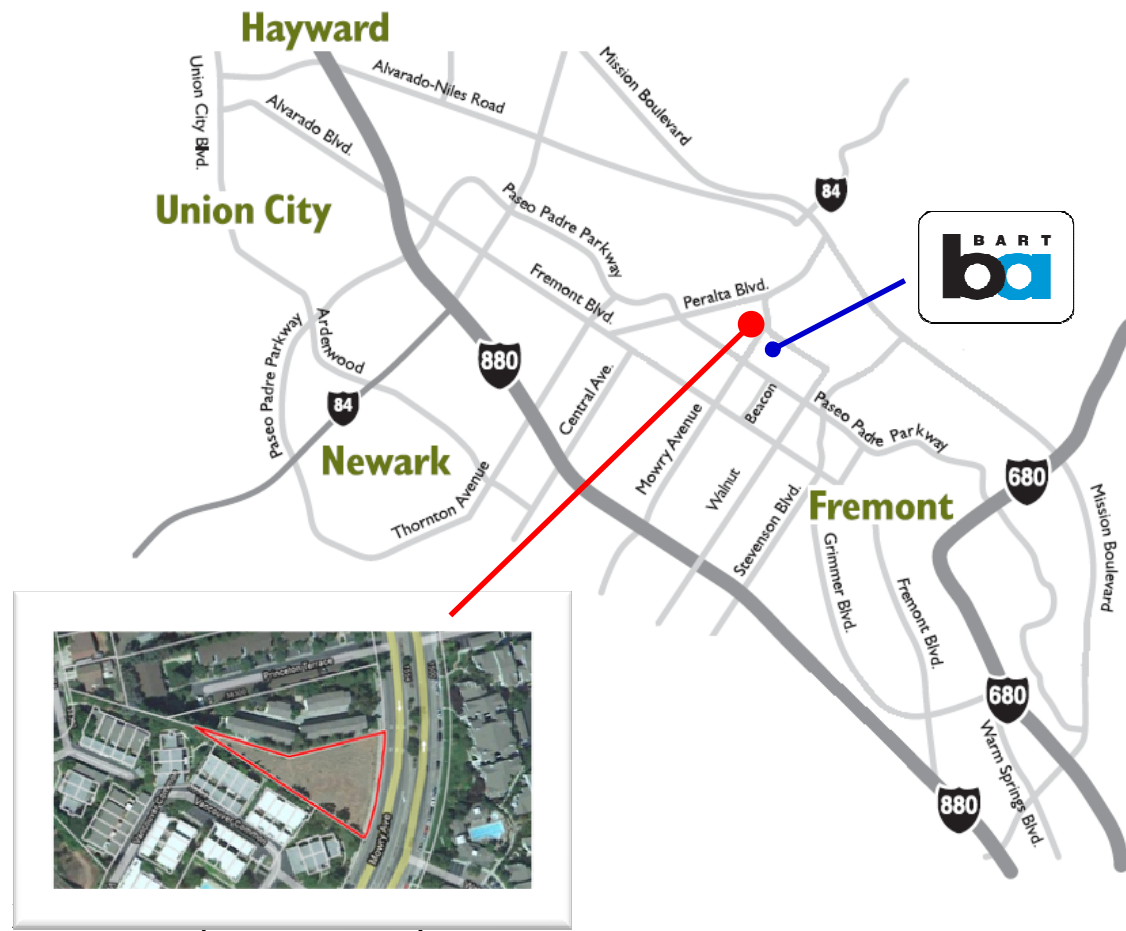 Hayward
Union City Blvd.
Alvarado-Niles Road
Mission Boulevard
Alvarado Blvd.
84
Union City
Paseo Padre Parkway
BART
ba
Fremont Blvd.
Peralta Blvd.
Paseo Padre Parkway
Ardenwood
880
Central Ave.
84
Beacon
Paseo Padre Parkway
Newark
Mowry Avenue
Walnut
680
Thornton Avenue
Stevenson Blvd.
Fremont
Mission Boulevard
Grimmer Blvd.
Fremont Blvd.
Princeton Terrace
680
Warm Springs Blvd.
880
Mowry Ave